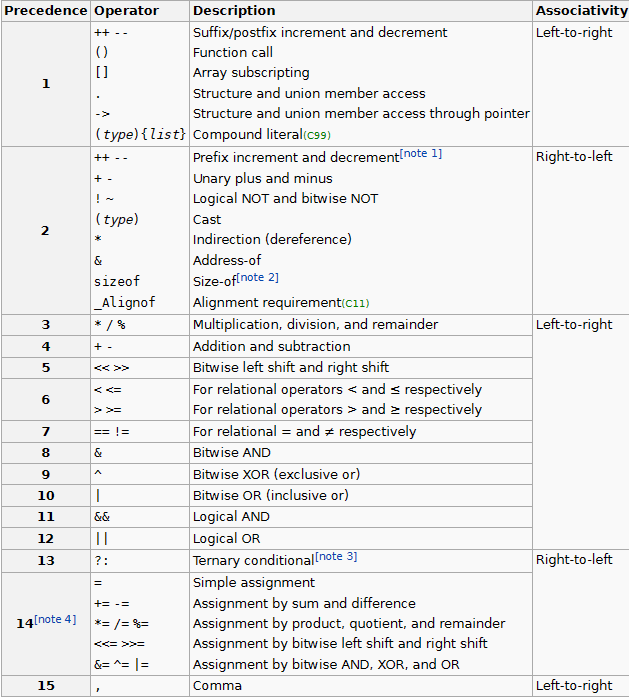 Precedence Operator Description Associativity
1
++ -- Suffix/postfix increment and decrement Left-to-right
() Function call
[] Array subscripting
. Structure and union member access
-> Structure and union member access through pointer
(type){list} Compound literal(C99)
2
++ -- Prefix increment and decrement[note 1] Right-to-left
+ - Unary plus and minus
! ~ Logical NOT and bitwise NOT
(type) Cast
* Indirection (dereference)
& Address-of
sizeof Size-of[note 2]
_Alignof Alignment requirement(C11)
3 * / % Multiplication, division, and remainder Left-to-right
4 + - Addition and subtraction
5 << >> Bitwise left shift and right shift
6
< <= For relational operators < and ≤ respectively
> >= For relational operators > and ≥ respectively
7 == != For relational = and ≠ respectively
8 & Bitwise AND
9 ^ Bitwise XOR (exclusive or)
10 | Bitwise OR (inclusive or)
11 && Logical AND
12 || Logical OR
13 ?: Ternary conditional[note 3] Right-to-left
14[note 4]
= Simple assignment
+= -= Assignment by sum and difference
*= /= %= Assignment by product, quotient, and remainder
<<= >>= Assignment by bitwise left shift and right shift
&= ^= |= Assignment by bitwise AND, XOR, and OR
15 , Comma Left-to-right